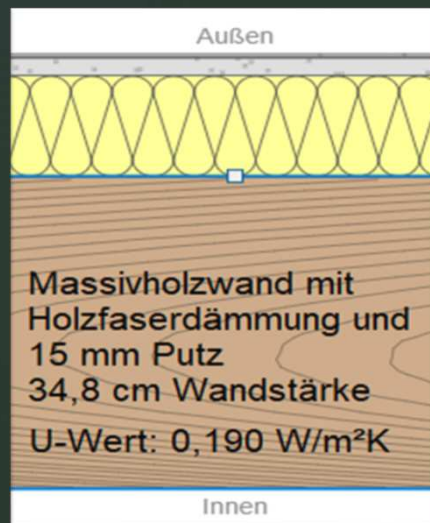 Außen
Massivholzwand mit
Holzfaserdämmung und
15 mm Putz
34,8 cm Wandstärke
U-Wert: 0,190 W/m²K
Innen